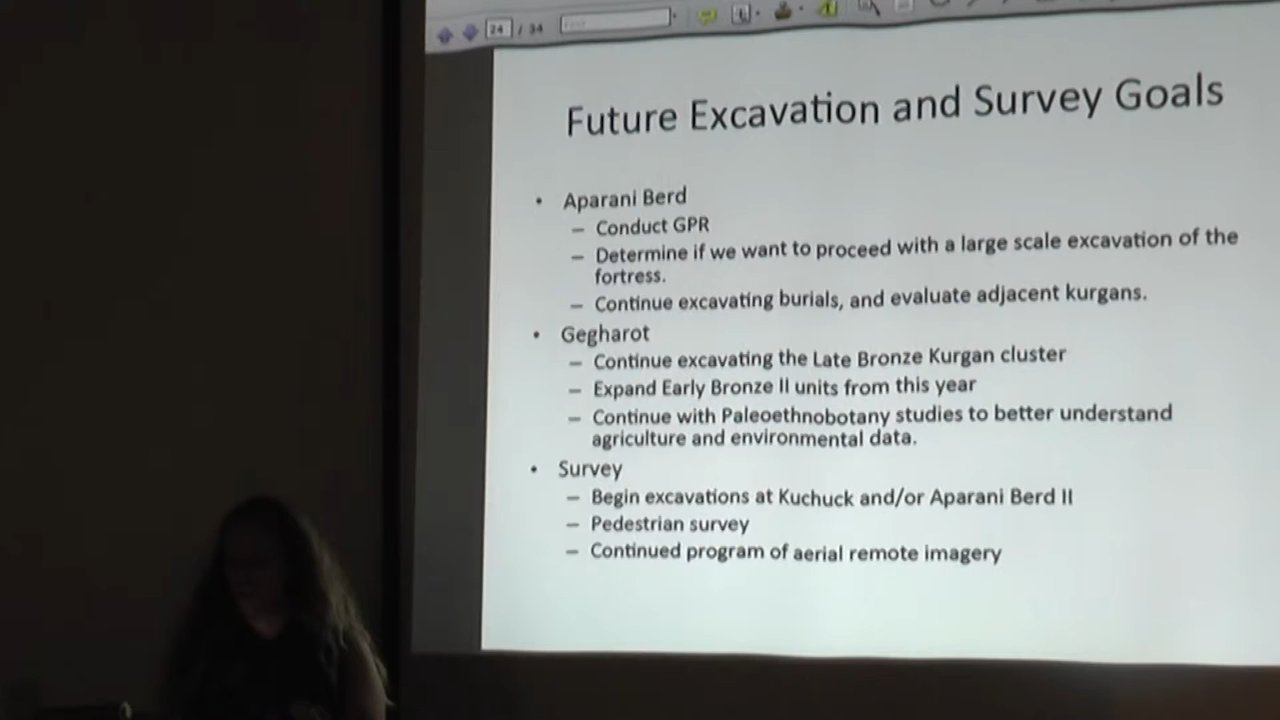 24 / 34
Future Excavation and Survey Goals
• Aparani Berd
– Conduct GPR
– Determine if we want to proceed with a large scale excavation of the
fortress.
– Continue excavating burials, and evaluate adjacent kurgans.
• Gegharot
– Continue excavating the Late Bronze Kurgan cluster
– Expand Early Bronze II units from this year
– Continue with Paleoethnobotany studies to better understand
agriculture and environmental data.
• Survey
– Begin excavations at Kuchuck and/or Aparani Berd II
– Pedestrian survey
– Continued program of aerial remote imagery